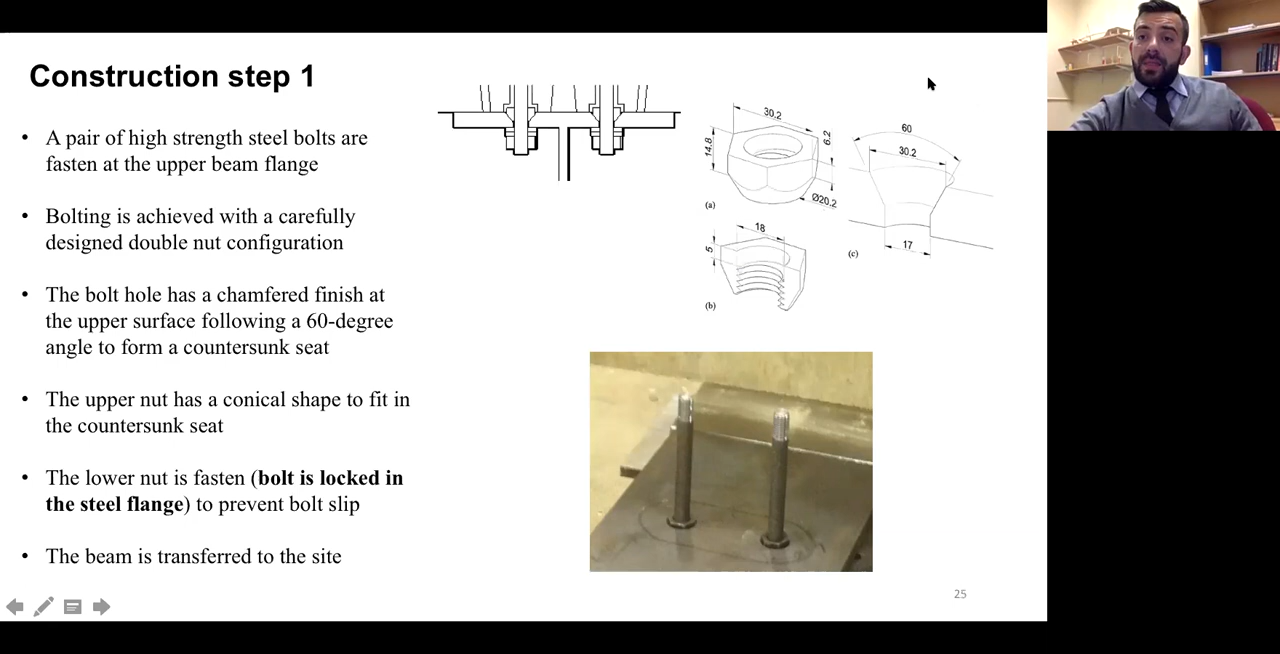 Construction step 1
• A pair of high strength steel bolts are
fasten at the upper beam flange
• Bolting is achieved with a carefully
designed double nut configuration
• The bolt hole has a chamfered finish at
the upper surface following a 60-degree
angle to form a countersunk seat
• The upper nut has a conical shape to fit in
the countersunk seat
• The lower nut is fasten (bolt is locked in
the steel flange) to prevent bolt slip
• The beam is transferred to the site
30.2
14.8
6.2
Ø20.2
(a)
18
5
(b)
60
30.2
17
(c)
25